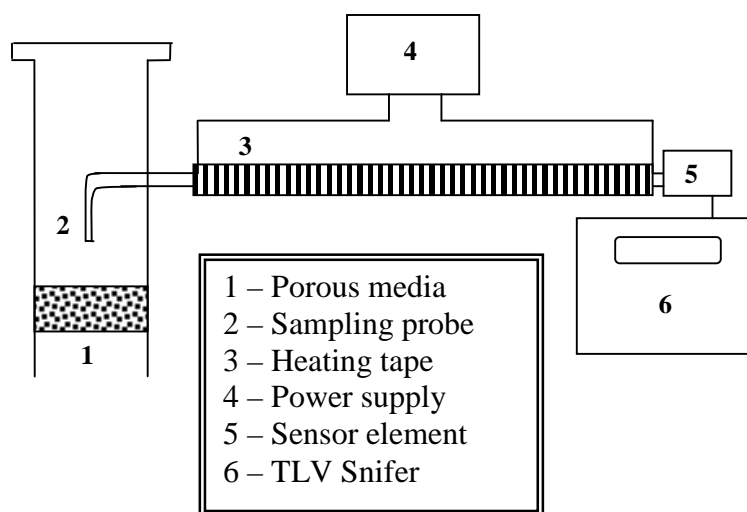 4
3
5
2
6
1
1 – Porous media
2 – Sampling probe
3 – Heating tape
4 – Power supply
5 – Sensor element
6 – TLV Snifer